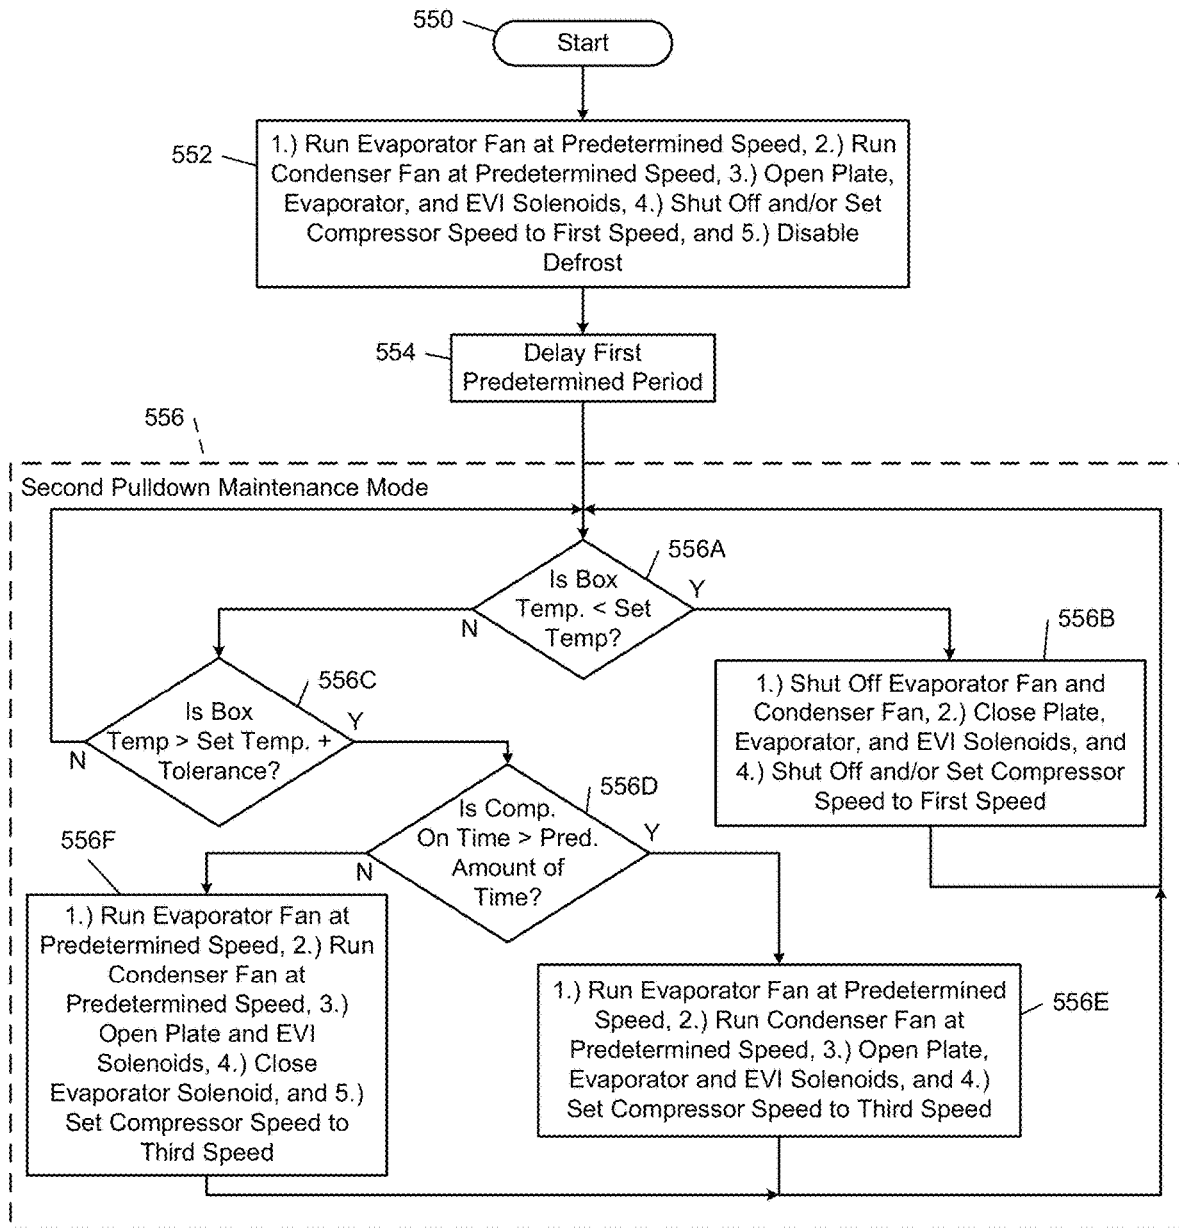 550
Start
552
1.) Run Evaporator Fan at Predetermined Speed, 2.) Run
Condenser Fan at Predetermined Speed, 3.) Open Plate,
Evaporator, and EVI Solenoids, 4.) Shut Off and/or Set
Compressor Speed to First Speed, and 5.) Disable
Defrost
554
Delay First
Predetermined Period
556
Second Pulldown Maintenance Mode
556A
Is Box
Temp. < Set
Temp?
Y
N
556B
1.) Shut Off Evaporator Fan and
Condenser Fan, 2.) Close Plate,
Evaporator, and EVI Solenoids, and
4.) Shut Off and/or Set Compressor
Speed to First Speed
556C
Is Box
Temp > Set Temp. +
Tolerance?
Y
N
556D
Is Comp.
On Time > Pred.
Amount of
Time?
Y
N
556F
1.) Run Evaporator Fan at
Predetermined Speed, 2.) Run
Condenser Fan at
Predetermined Speed, 3.)
Open Plate and EVI
Solenoids, 4.) Close
Evaporator Solenoid, and 5.)
Set Compressor Speed to
Third Speed
556E
1.) Run Evaporator Fan at Predetermined
Speed, 2.) Run Condenser Fan at
Predetermined Speed, 3.) Open Plate,
Evaporator and EVI Solenoids, and 4.)
Set Compressor Speed to Third Speed